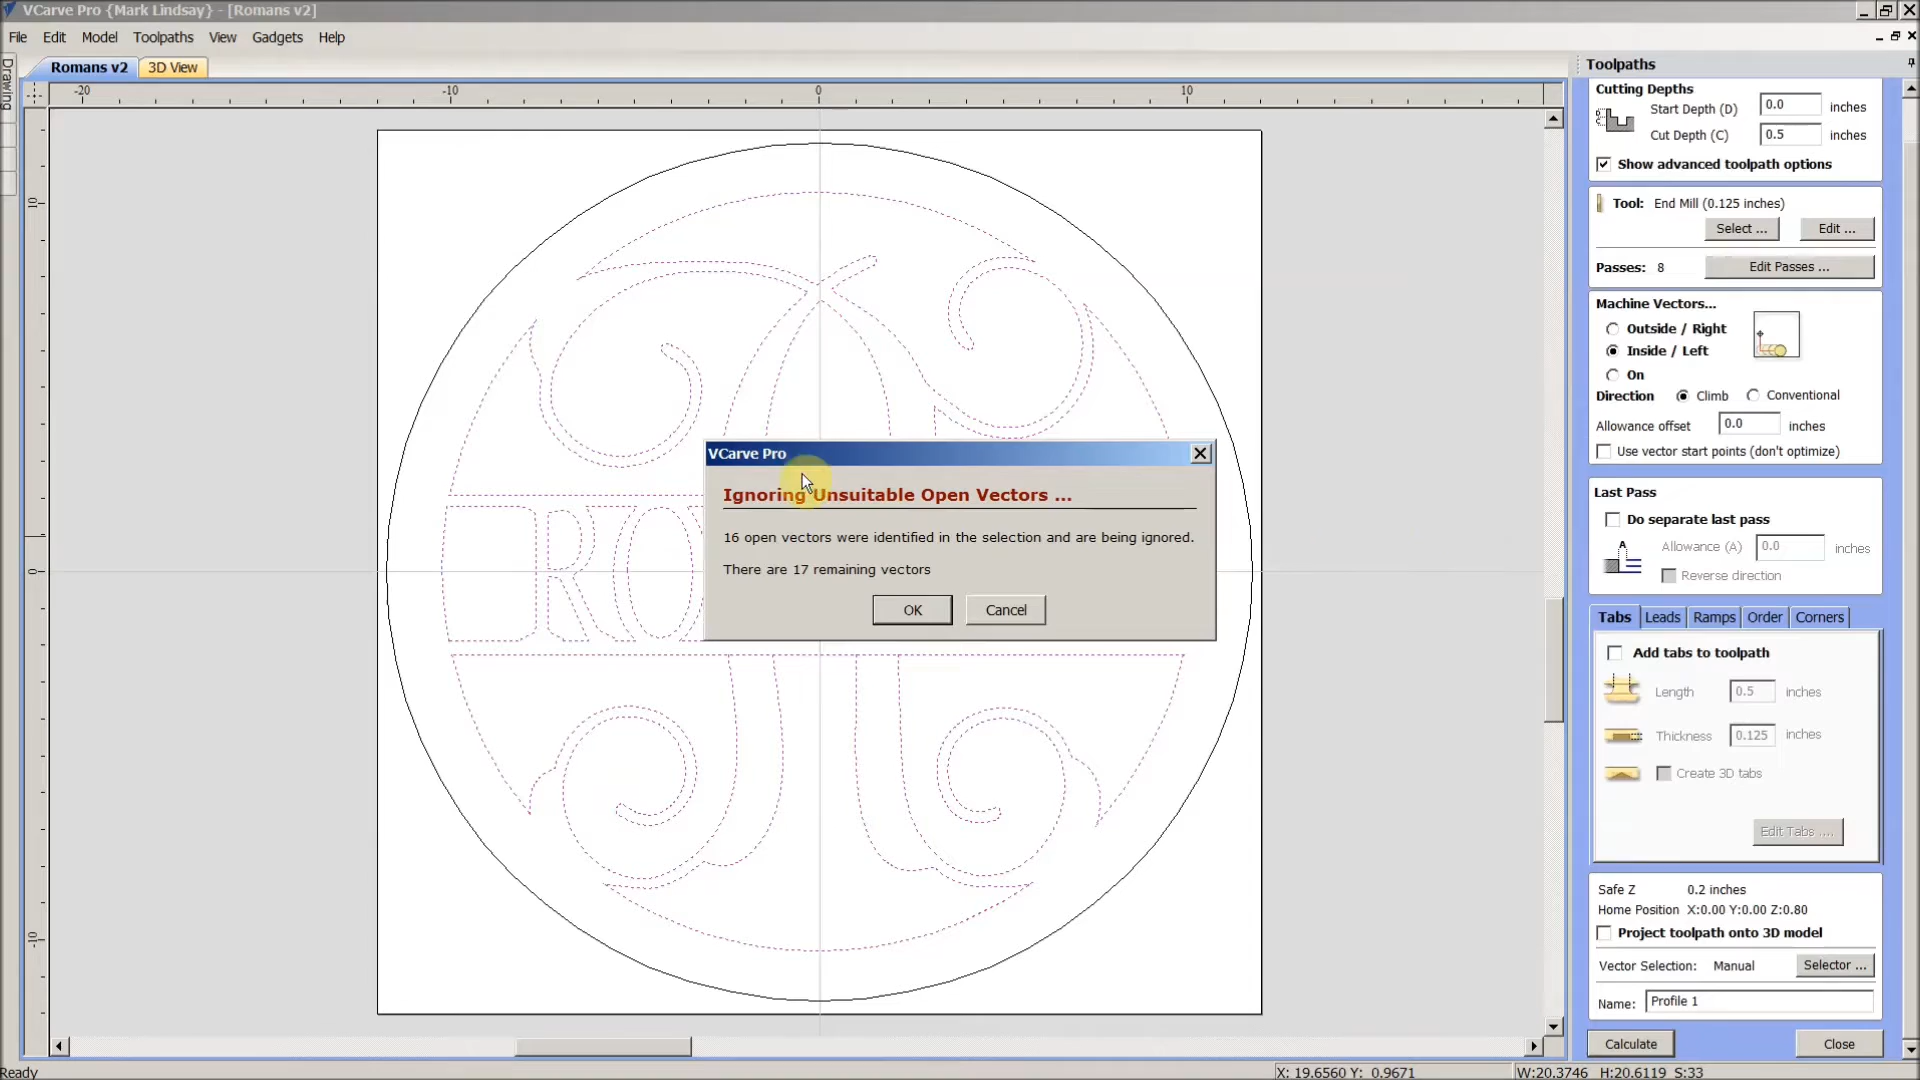 VCarve Pro {Mark Lindsay} - [Romans v2]
File Edit Model Toolpaths View Gadgets Help
Drawing
Romans v2 3D View
-20 -10 0 10
10
0
-10
ROM
VCarve Pro
Ignoring Unsuitable Open Vectors ...
16 open vectors were identified in the selection and are being ignored.
There are 17 remaining vectors
OK Cancel
Toolpaths
Cutting Depths
Start Depth (D) 0.0 inches
Cut Depth (C) 0.5 inches
Show advanced toolpath options
Tool: End Mill (0.125 inches)
Select ... Edit ...
Passes: 8 Edit Passes ...
Machine Vectors...
Outside / Right
Inside / Left
On
Direction Climb Conventional
Allowance offset 0.0 inches
Use vector start points (don't optimize)
Last Pass
Do separate last pass
A Allowance (A) 0.0 inches
Reverse direction
Tabs Leads Ramps Order Corners
Add tabs to toolpath
Length 0.5 inches
Thickness 0.125 inches
Create 3D tabs
Edit Tabs ....
Safe Z 0.2 inches
Home Position X:0.00 Y:0.00 Z:0.80
Project toolpath onto 3D model
Vector Selection: Manual Selector ...
Name: Profile 1
Calculate Close
Ready X: 19.6560 Y: 0.9671 W:20.3746 H:20.6119 S:33